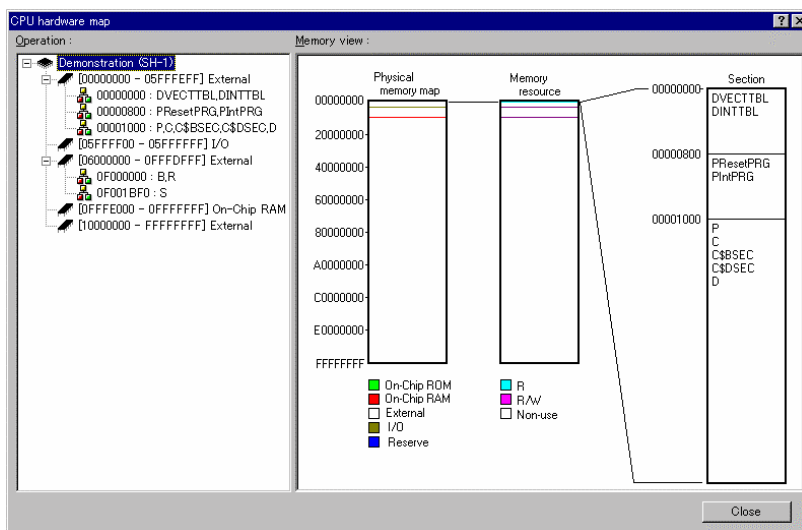 CPU hardware map
Operation :
Demonstration (SH-1)
[00000000 - 05FFFEFF] External
00000000 : DVECTTBL,DINTTBL
00000800 : PResetPRG,PIntPRG
00001000 : P,C,C$BSEC,C$DSEC,D
[05FFFF00 - 05FFFFFF] I/O
[06000000 - 0FFFDFFF] External
0F000000 : B,R
0F001BF0 : S
[0FFFE000 - 0FFFFFFF] On-Chip RAM
[10000000 - FFFFFFFF] External
Memory view :
Physical
memory map
00000000
20000000
40000000
60000000
80000000
A0000000
C0000000
E0000000
FFFFFFFF
On-Chip ROM
On-Chip RAM
External
I/O
Reserve
Memory
resource
R
R/W
Non-use
Section
00000000
DVECTTBL
DINTTBL
00000800
PResetPRG
PIntPRG
00001000
P
C
C$BSEC
C$DSEC
D
Close